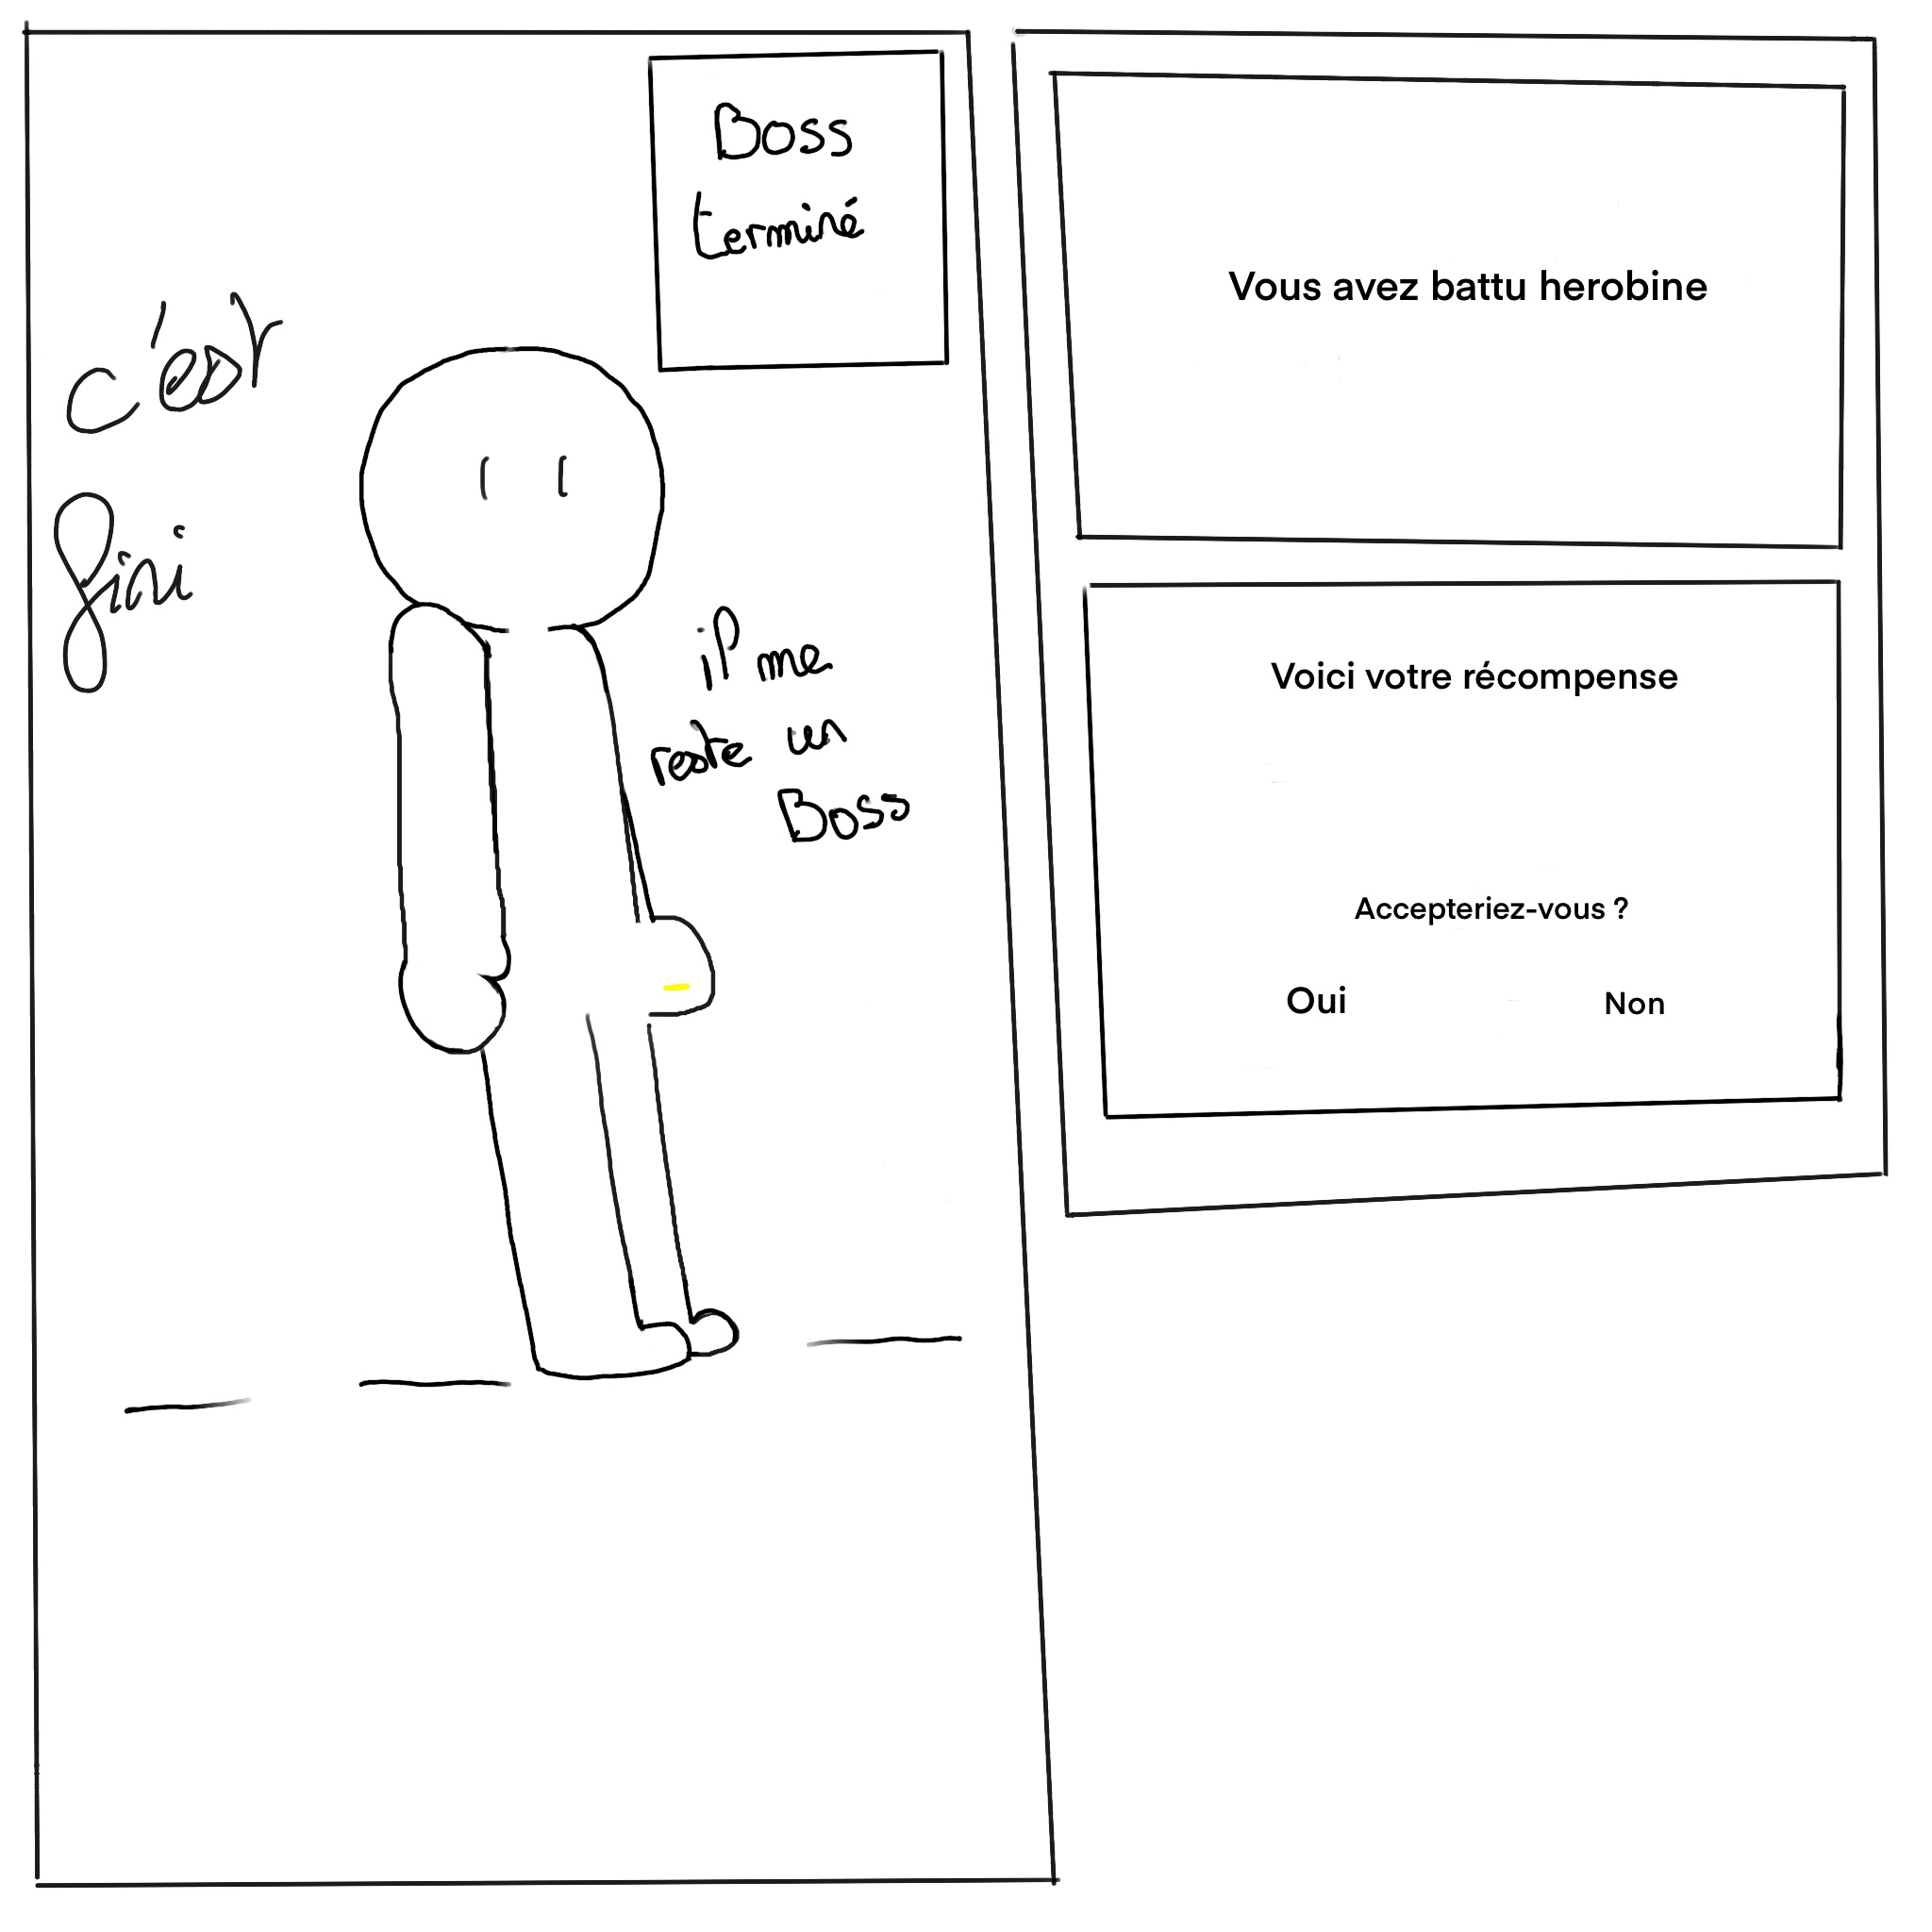 Boss
terminé
c'est
fini
il me
reste un
Boss
Vous avez battu herobine
Voici votre récompense
Accepteriez-vous ?
Oui Non